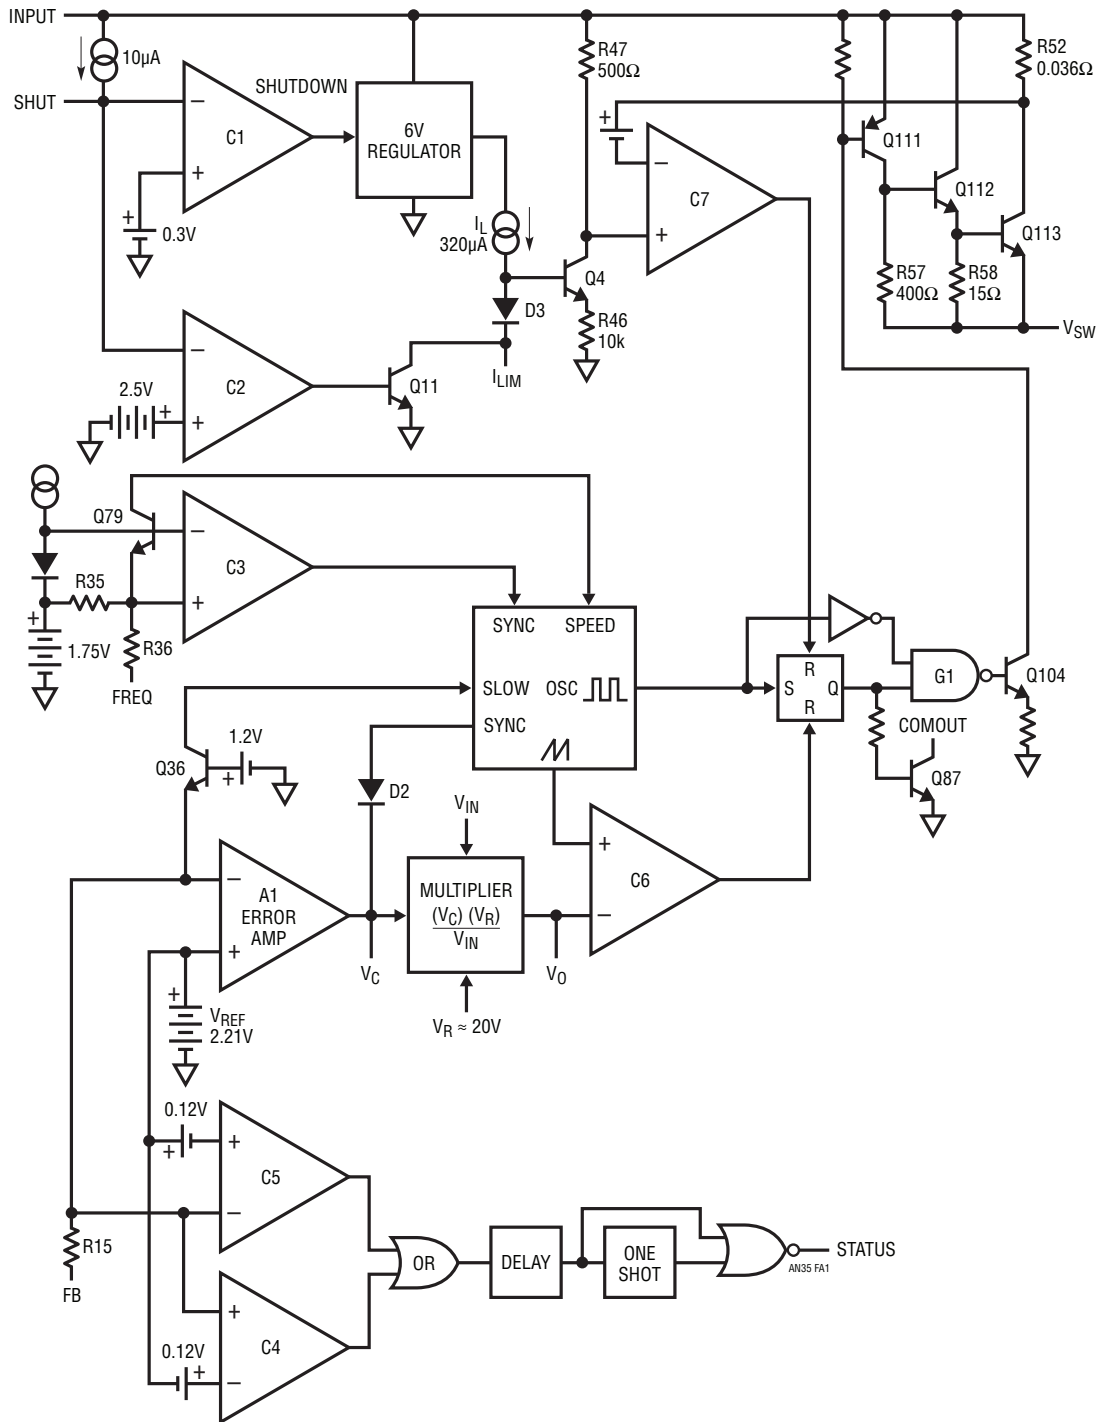 INPUT
10µA
SHUT
SHUTDOWN
−
C1
+
+
0.3V
6V
REGULATOR
I_L
320µA
R47
500Ω
+
−
C7
+
Q4
D3
R46
10k
I_LIM
R52
0.036Ω
Q111
Q112
Q113
R57
400Ω
R58
15Ω
V_SW
−
C2
2.5V
+
+
Q11
Q79
−
C3
R35
+
+
1.75V
R36
FREQ
SYNC
SPEED
SLOW
OSC
SYNC
R
S
Q
R
G1
Q104
COMOUT
Q87
1.2V
Q36
+
D2
V_IN
−
A1
ERROR
AMP
+
MULTIPLIER
(V_C) (V_R)
V_IN
+
C6
−
V_C
V_O
V_R ≈ 20V
+
V_REF
2.21V
0.12V
+
+
C5
−
R15
FB
OR
DELAY
ONE
SHOT
STATUS
AN35 FA1
+
C4
0.12V
+
−